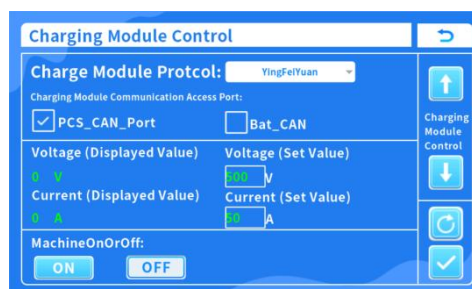 Charging Module Control
Charge Module Protcol: YingFeiYuan
Charging Module Communication Access Port:
PCS_CAN_Port Bat_CAN
Voltage (Displayed Value) Voltage (Set Value)
0 V 500 V
Current (Displayed Value) Current (Set Value)
0 A 50 A
MachineOnOrOff:
ON OFF
Charging
Module
Control